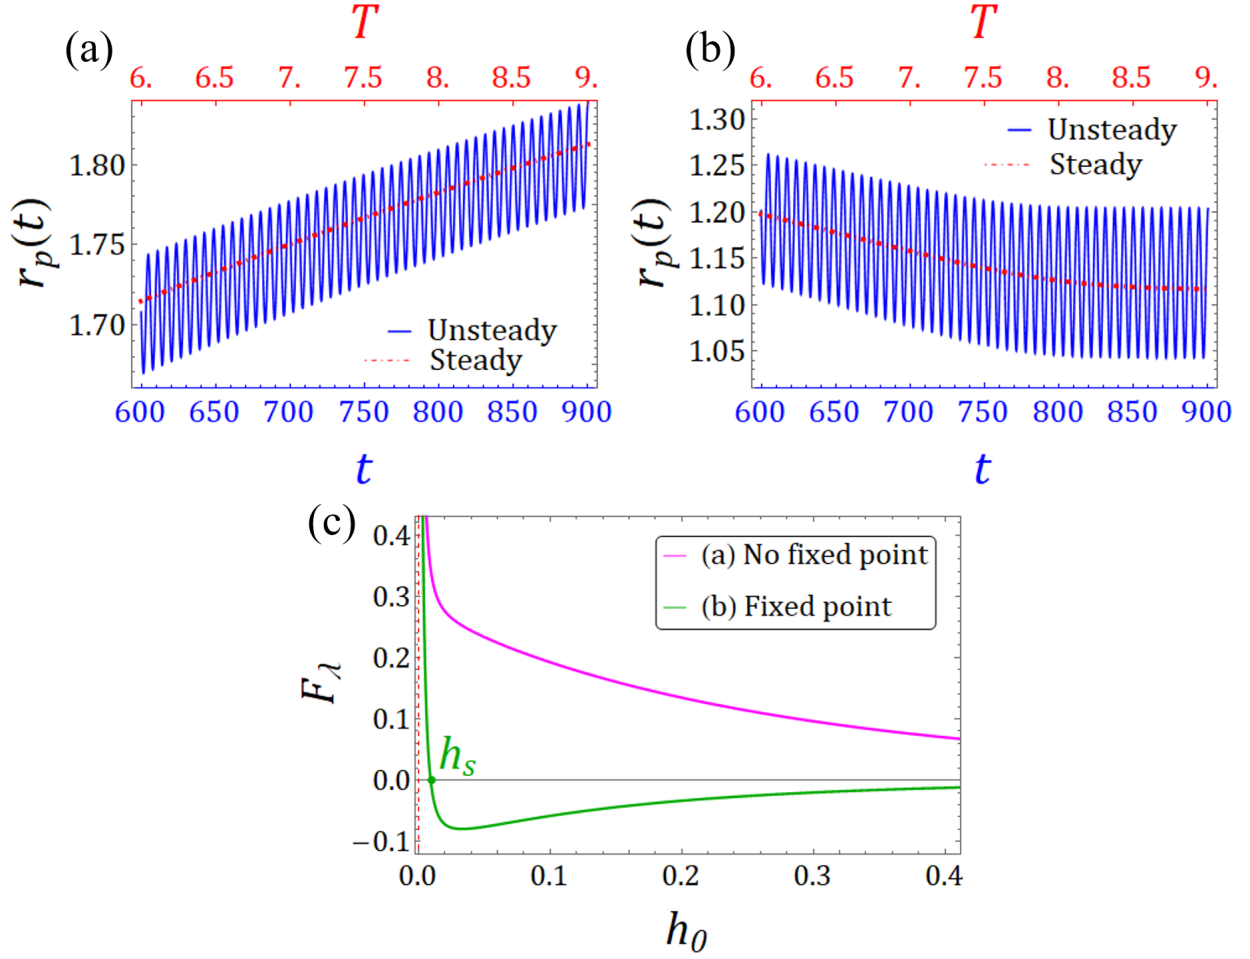 (a)
T
6. 6.5 7. 7.5 8. 8.5 9.
1.80
1.75
1.70
r_p(t)
Unsteady
Steady
600 650 700 750 800 850 900
t
(b)
T
6. 6.5 7. 7.5 8. 8.5 9.
1.30
1.25
1.20
1.15
1.10
1.05
r_p(t)
Unsteady
Steady
600 650 700 750 800 850 900
t
(c)
0.4
0.3
0.2
0.1
0.0
−0.1
F_λ
(a) No fixed point
(b) Fixed point
h_s
0.0 0.1 0.2 0.3 0.4
h_0